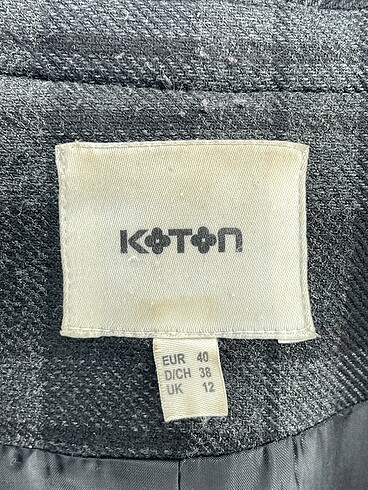 KOTON
EUR 40
D/CH 38
UK 12